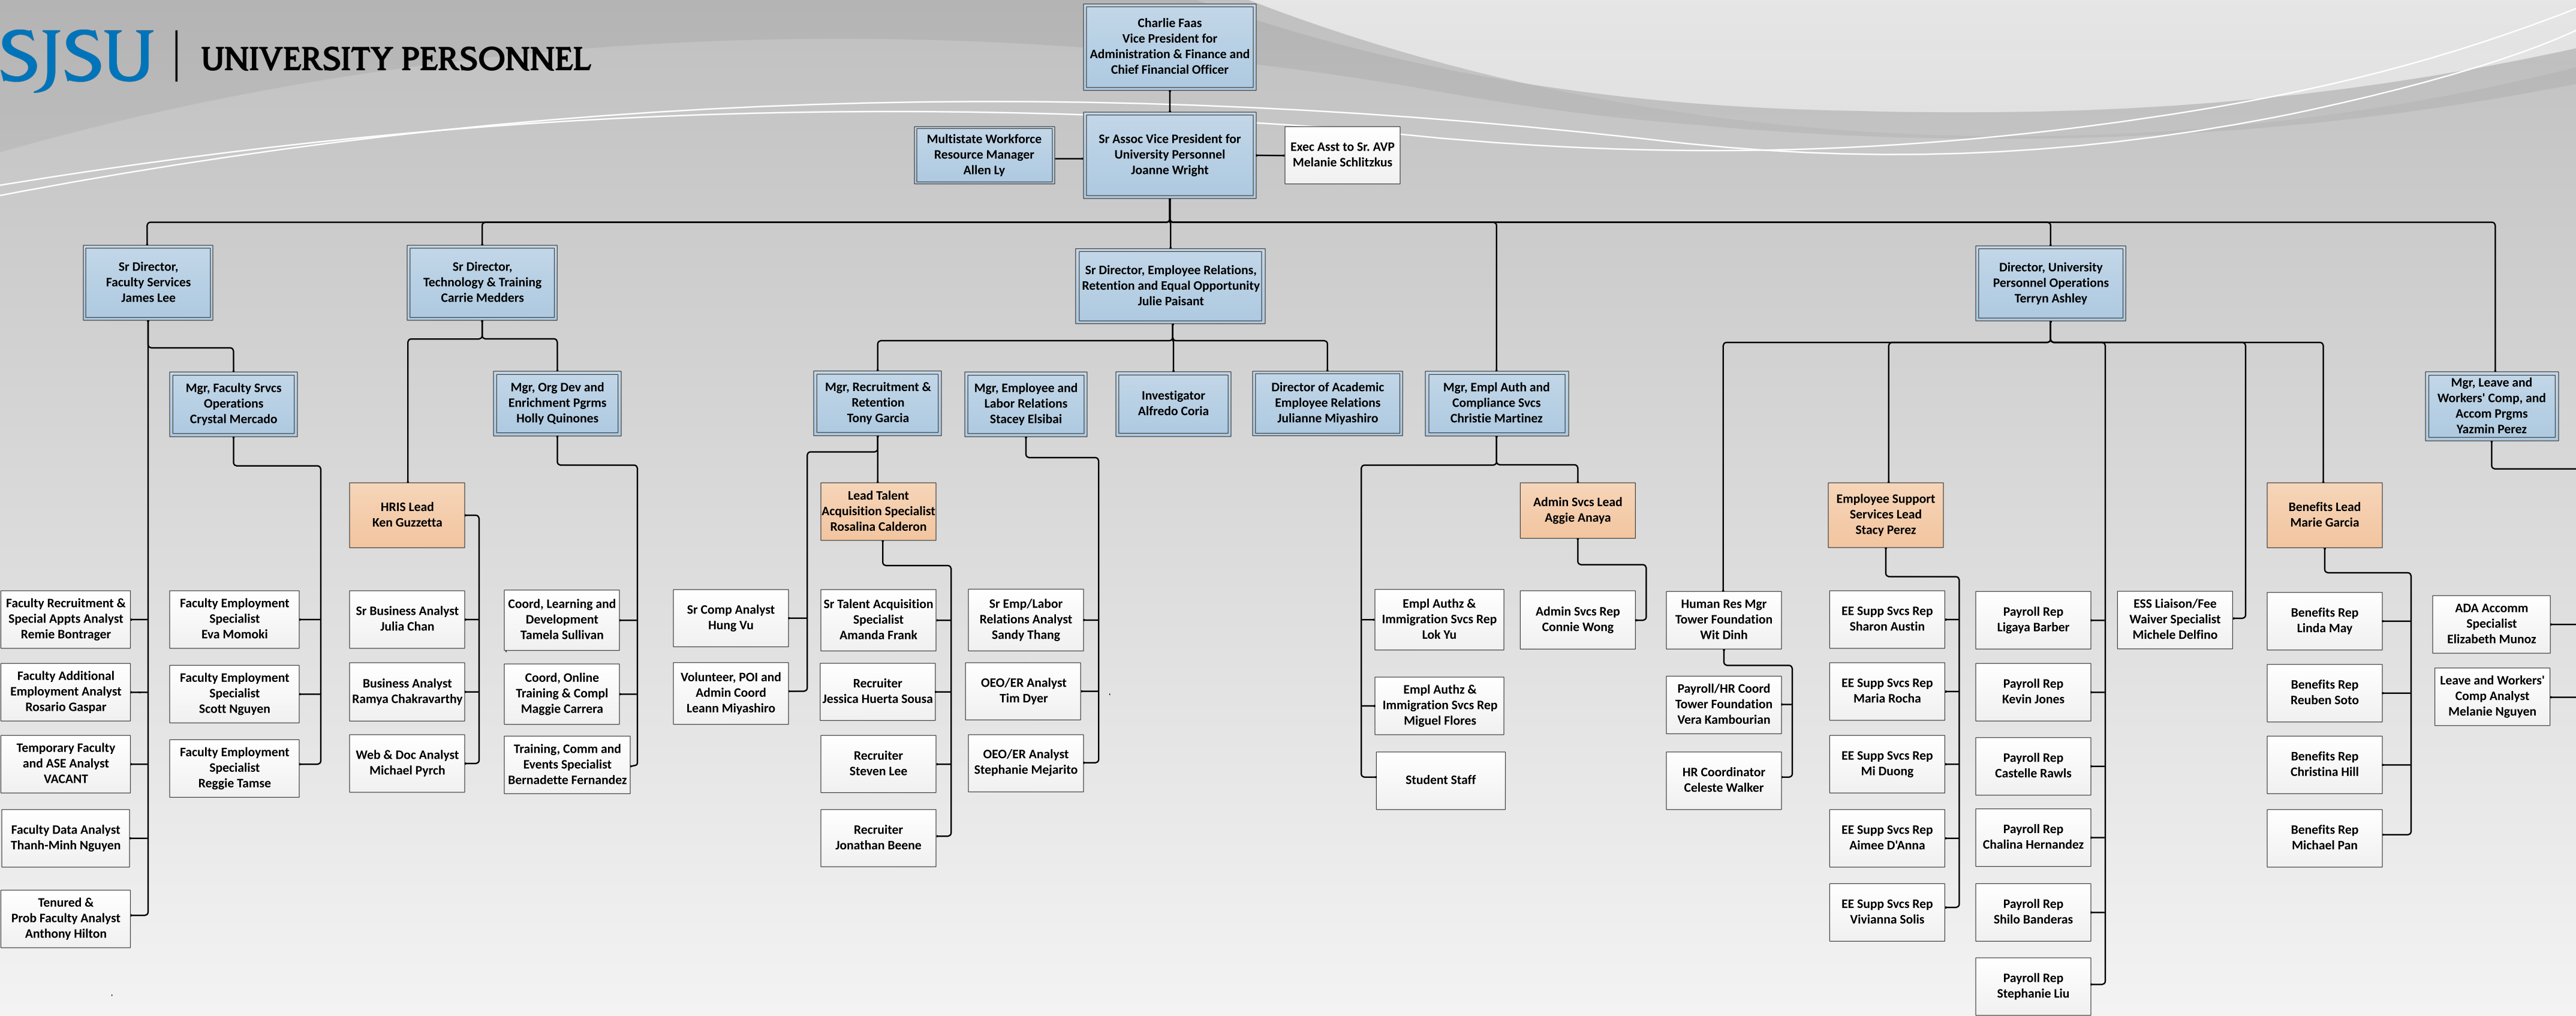 SJSU | UNIVERSITY PERSONNEL
Charlie Faas
Vice President for
Administration & Finance and
Chief Financial Officer
Multistate Workforce
Resource Manager
Allen Ly
Sr Assoc Vice President for
University Personnel
Joanne Wright
Exec Asst to Sr. AVP
Melanie Schlitzkus
Sr Director,
Faculty Services
James Lee
Sr Director,
Technology & Training
Carrie Medders
Sr Director, Employee Relations,
Retention and Equal Opportunity
Julie Paisant
Director, University
Personnel Operations
Terryn Ashley
Mgr, Faculty Srvcs
Operations
Crystal Mercado
Mgr, Org Dev and
Enrichment Pgrms
Holly Quinones
Mgr, Recruitment &
Retention
Tony Garcia
Mgr, Employee and
Labor Relations
Stacey Elsibai
Investigator
Alfredo Coria
Director of Academic
Employee Relations
Julianne Miyashiro
Mgr, Empl Auth and
Compliance Svcs
Christie Martinez
Mgr, Leave and
Workers' Comp, and
Accom Prgms
Yazmin Perez
HRIS Lead
Ken Guzzetta
Lead Talent
Acquisition Specialist
Rosalina Calderon
Admin Svcs Lead
Aggie Anaya
Employee Support
Services Lead
Stacy Perez
Benefits Lead
Marie Garcia
Faculty Recruitment &
Special Appts Analyst
Remie Bontrager
Faculty Additional
Employment Analyst
Rosario Gaspar
Temporary Faculty
and ASE Analyst
VACANT
Faculty Data Analyst
Thanh-Minh Nguyen
Tenured &
Prob Faculty Analyst
Anthony Hilton
Faculty Employment
Specialist
Eva Momoki
Faculty Employment
Specialist
Scott Nguyen
Faculty Employment
Specialist
Reggie Tamse
Sr Business Analyst
Julia Chan
Business Analyst
Ramya Chakravarthy
Web & Doc Analyst
Michael Pyrch
Coord, Learning and
Development
Tamela Sullivan
Coord, Online
Training & Compl
Maggie Carrera
Training, Comm and
Events Specialist
Bernadette Fernandez
Sr Comp Analyst
Hung Vu
Volunteer, POI and
Admin Coord
Leann Miyashiro
Sr Talent Acquisition
Specialist
Amanda Frank
Recruiter
Jessica Huerta Sousa
Recruiter
Steven Lee
Recruiter
Jonathan Beene
Sr Emp/Labor
Relations Analyst
Sandy Thang
OEO/ER Analyst
Tim Dyer
OEO/ER Analyst
Stephanie Mejarito
Empl Authz &
Immigration Svcs Rep
Lok Yu
Empl Authz &
Immigration Svcs Rep
Miguel Flores
Student Staff
Admin Svcs Rep
Connie Wong
Human Res Mgr
Tower Foundation
Wit Dinh
Payroll/HR Coord
Tower Foundation
Vera Kambourian
HR Coordinator
Celeste Walker
EE Supp Svcs Rep
Sharon Austin
EE Supp Svcs Rep
Maria Rocha
EE Supp Svcs Rep
Mi Duong
EE Supp Svcs Rep
Aimee D'Anna
EE Supp Svcs Rep
Vivianna Solis
Payroll Rep
Ligaya Barber
Payroll Rep
Kevin Jones
Payroll Rep
Castelle Rawls
Payroll Rep
Chalina Hernandez
Payroll Rep
Shilo Banderas
Payroll Rep
Stephanie Liu
ESS Liaison/Fee
Waiver Specialist
Michele Delfino
Benefits Rep
Linda May
Benefits Rep
Reuben Soto
Benefits Rep
Christina Hill
Benefits Rep
Michael Pan
ADA Accomm
Specialist
Elizabeth Munoz
Leave and Workers'
Comp Analyst
Melanie Nguyen